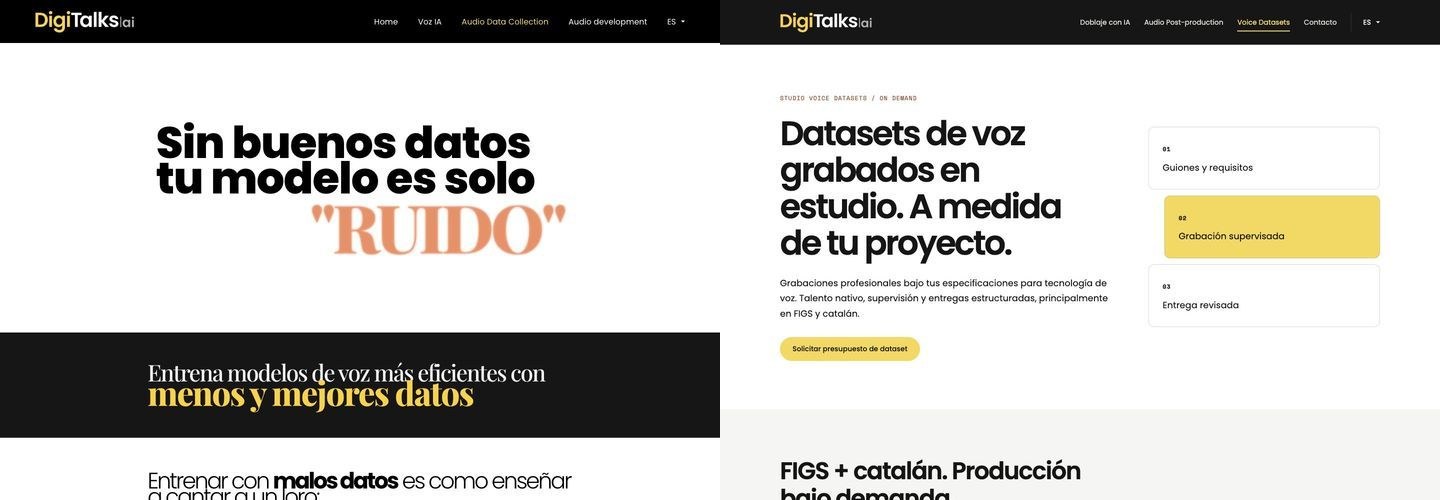 DigiTalks|ai
Home
Voz IA
Audio Data Collection
Audio development
ES
Sin buenos datos
tu modelo es solo
"RUIDO"
Entrena modelos de voz más eficientes con
menos y mejores datos
Entrenar con malos datos es como enseñar
a cantar a un loro:
DigiTalks|ai
Doblaje con IA
Audio Post-production
Voice Datasets
Contacto
ES
STUDIO VOICE DATASETS / ON DEMAND
Datasets de voz
grabados en
estudio. A medida
de tu proyecto.
Grabaciones profesionales bajo tus especificaciones para tecnología de
voz. Talento nativo, supervisión y entregas estructuradas, principalmente
en FIGS y catalán.
Solicitar presupuesto de dataset
01
Guiones y requisitos
02
Grabación supervisada
03
Entrega revisada
FIGS + catalán. Producción
bajo demanda